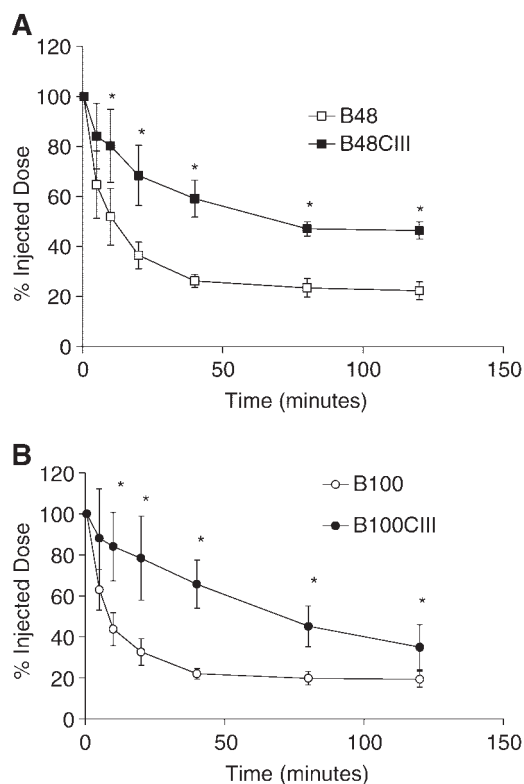 A
120
100
80
60
40
20
0
% Injected Dose
* * * * *
B48
B48CIII
0 50 100 150
Time (minutes)
B
120
100
80
60
40
20
0
% Injected Dose
* * * * *
B100
B100CIII
0 50 100 150
Time (minutes)